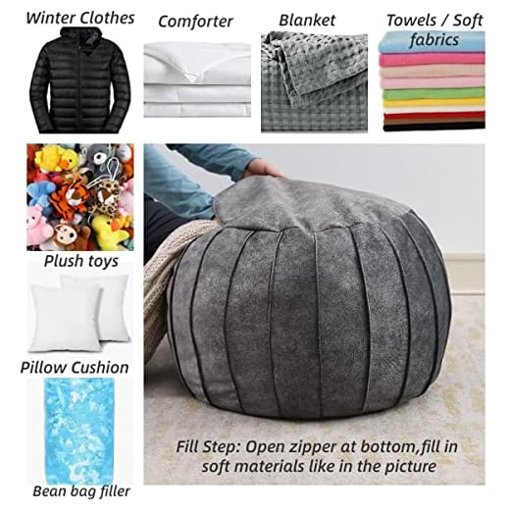 Winter Clothes
Comforter
Blanket
Towels / Soft
fabrics
Plush toys
Pillow Cushion
Bean bag filler
Fill Step: Open zipper at bottom,fill in
soft materials like in the picture